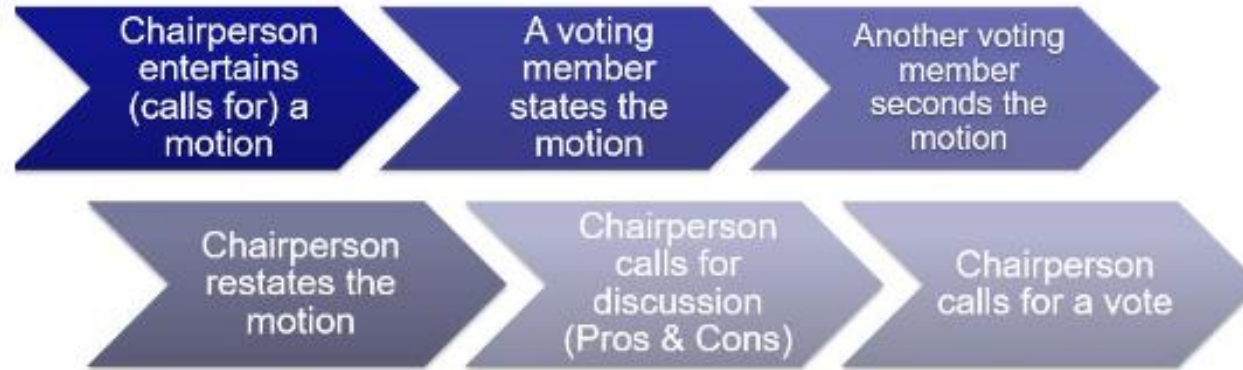 Chairperson
entertains
(calls for) a
motion
A voting
member
states the
motion
Another voting
member
seconds the
motion
Chairperson
restates the
motion
Chairperson
calls for
discussion
(Pros & Cons)
Chairperson
calls for a vote